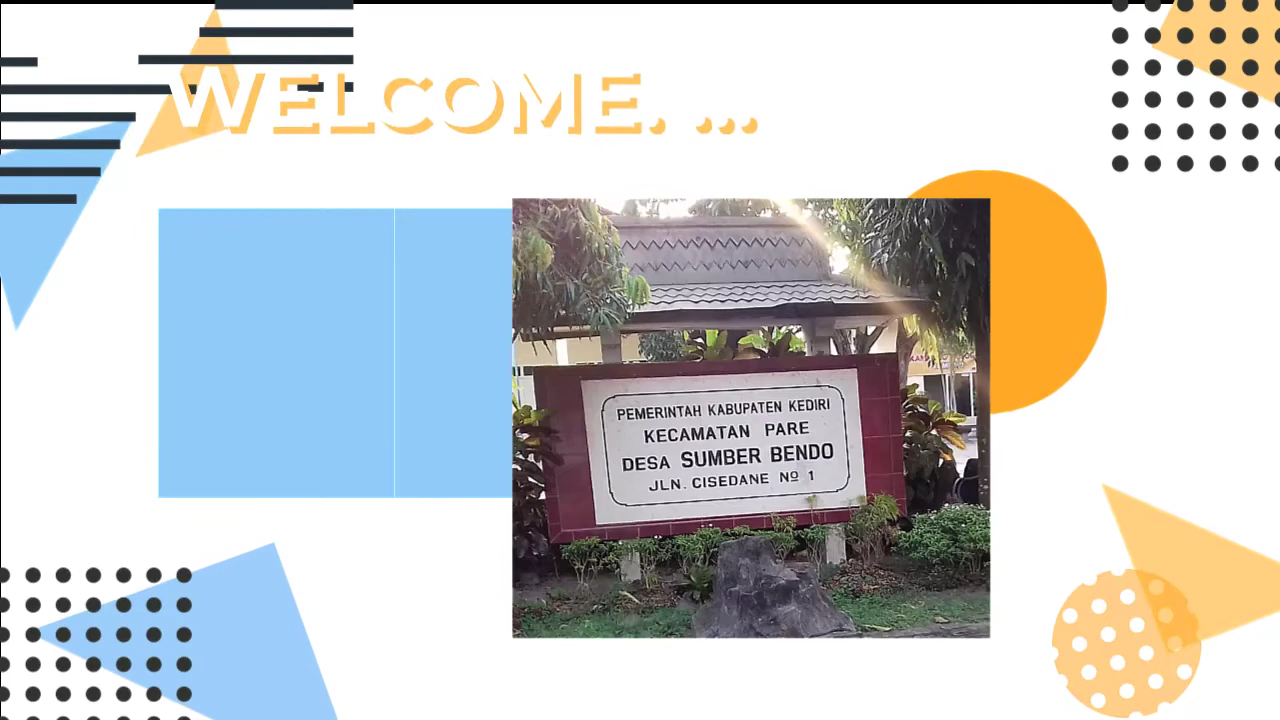 WELCOME. ...
PEMERINTAH KABUPATEN KEDIRI
KECAMATAN PARE
DESA SUMBER BENDO
JLN. CISEDANE Nº 1